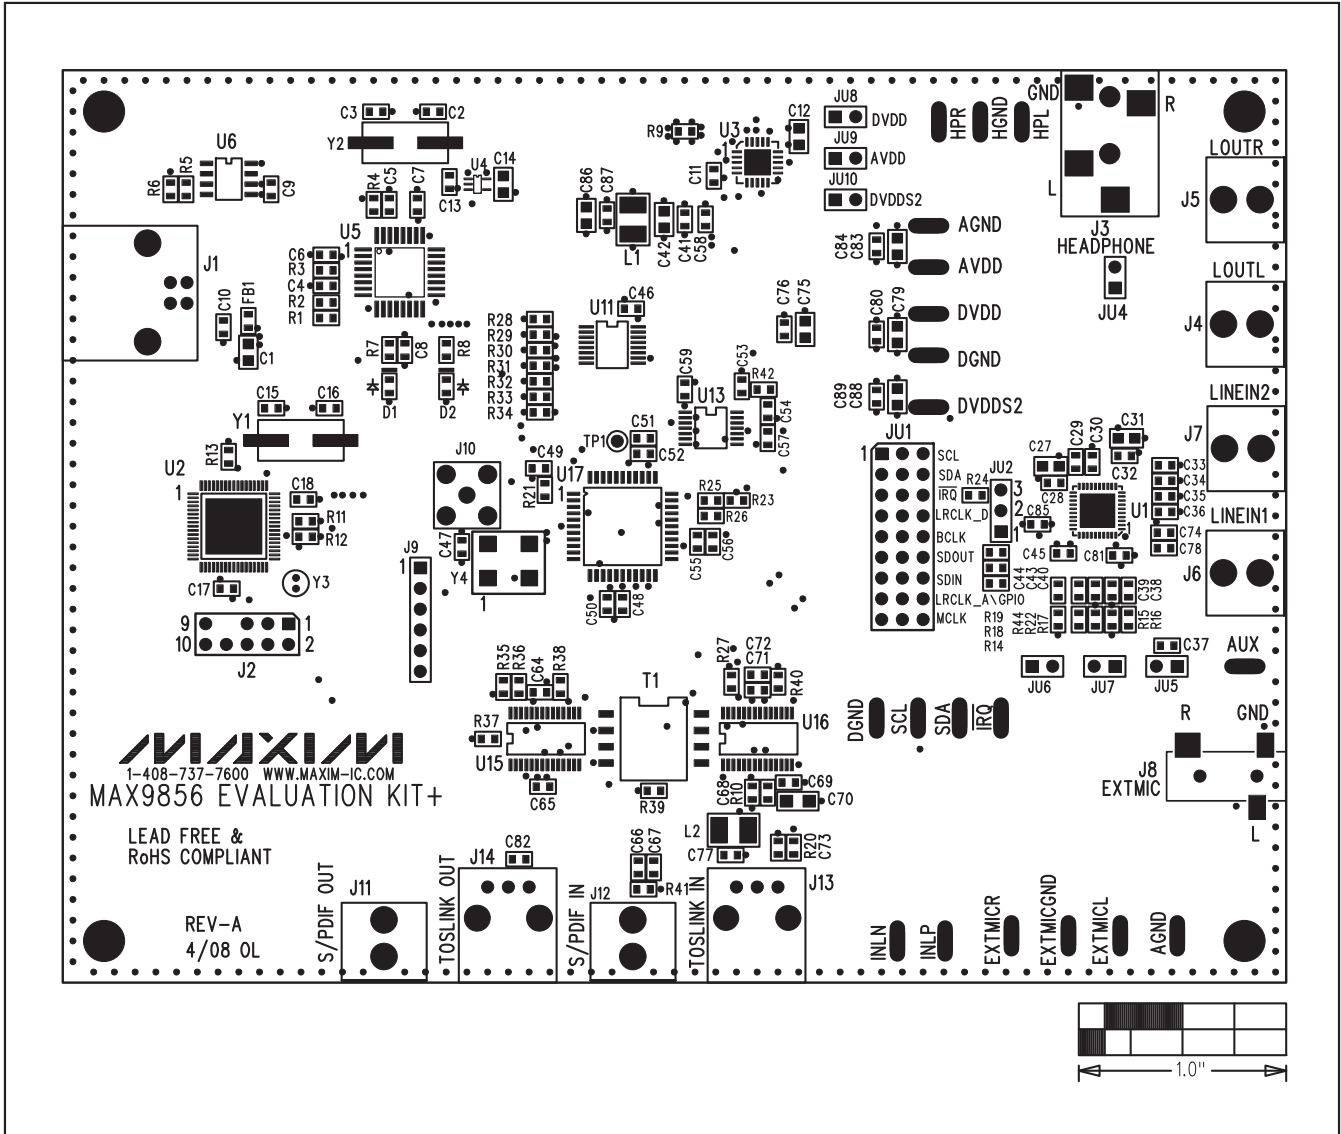 C3
C2
Y2
U6
R6
R5
C9
R4
C5
C7
C13
U4
C14
R9
U3
1
C11
C12
JU8
DVDD
JU9
AVDD
JU10
DVDDS2
HPR
HGND
HPL
GND
R
L
J3
HEADPHONE
JU4
LOUTR
J5
LOUTL
J4
LINEIN2
J7
LINEIN1
J6
AUX
C86
C87
L1
C42
C41
C58
C84
C83
AGND
AVDD
C80
C79
DVDD
DGND
C89
C88
DVDDS2
J1
C10
FB1
C1
U5
1
C6
R3
C4
R2
R1
R7
C8
R8
D1
D2
R28
R29
R30
R31
R32
R33
R34
U11
C46
C76
C75
C59
C53
R42
U13
C54
C57
C15
C16
Y1
R13
U2
1
C18
R11
R12
C17
Y3
9
1
10
2
J2
J10
C49
R21
U17
1
TP1
C51
C52
R25
R23
R26
C55
C56
C47
Y4
1
C50
C48
J9
1
JU1
1
SCL
SDA
IRQ
LRCLK_D
BCLK
SDOUT
SDIN
LRCLK_A\GPIO
MCLK
JU2
R24
3
2
1
C27
C28
C29
C30
C31
C32
C85
U1
1
C45
C81
C33
C34
C35
C36
C74
C78
C44
C43
C40
C39
C38
R19
R18
R14
R44
R22
R17
R15
R16
C37
JU6
JU7
JU5
R35
R36
C64
R38
R37
U15
C65
T1
R39
R27
C72
C71
R40
U16
C68
R10
C69
C70
L2
C77
R20
C73
DGND
SCL
SDA
IRQ
R
GND
J8
EXTMIC
L
MAXIM
1-408-737-7600 WWW.MAXIM-IC.COM
MAX9856 EVALUATION KIT+
LEAD FREE &
RoHS COMPLIANT
REV-A
4/08 OL
S/PDIF OUT
J11
TOSLINK OUT
J14
C82
S/PDIF IN
J12
C66
C67
R41
TOSLINK IN
J13
INLN
INLP
EXTMICR
EXTMICGND
EXTMICL
AGND
1.0"